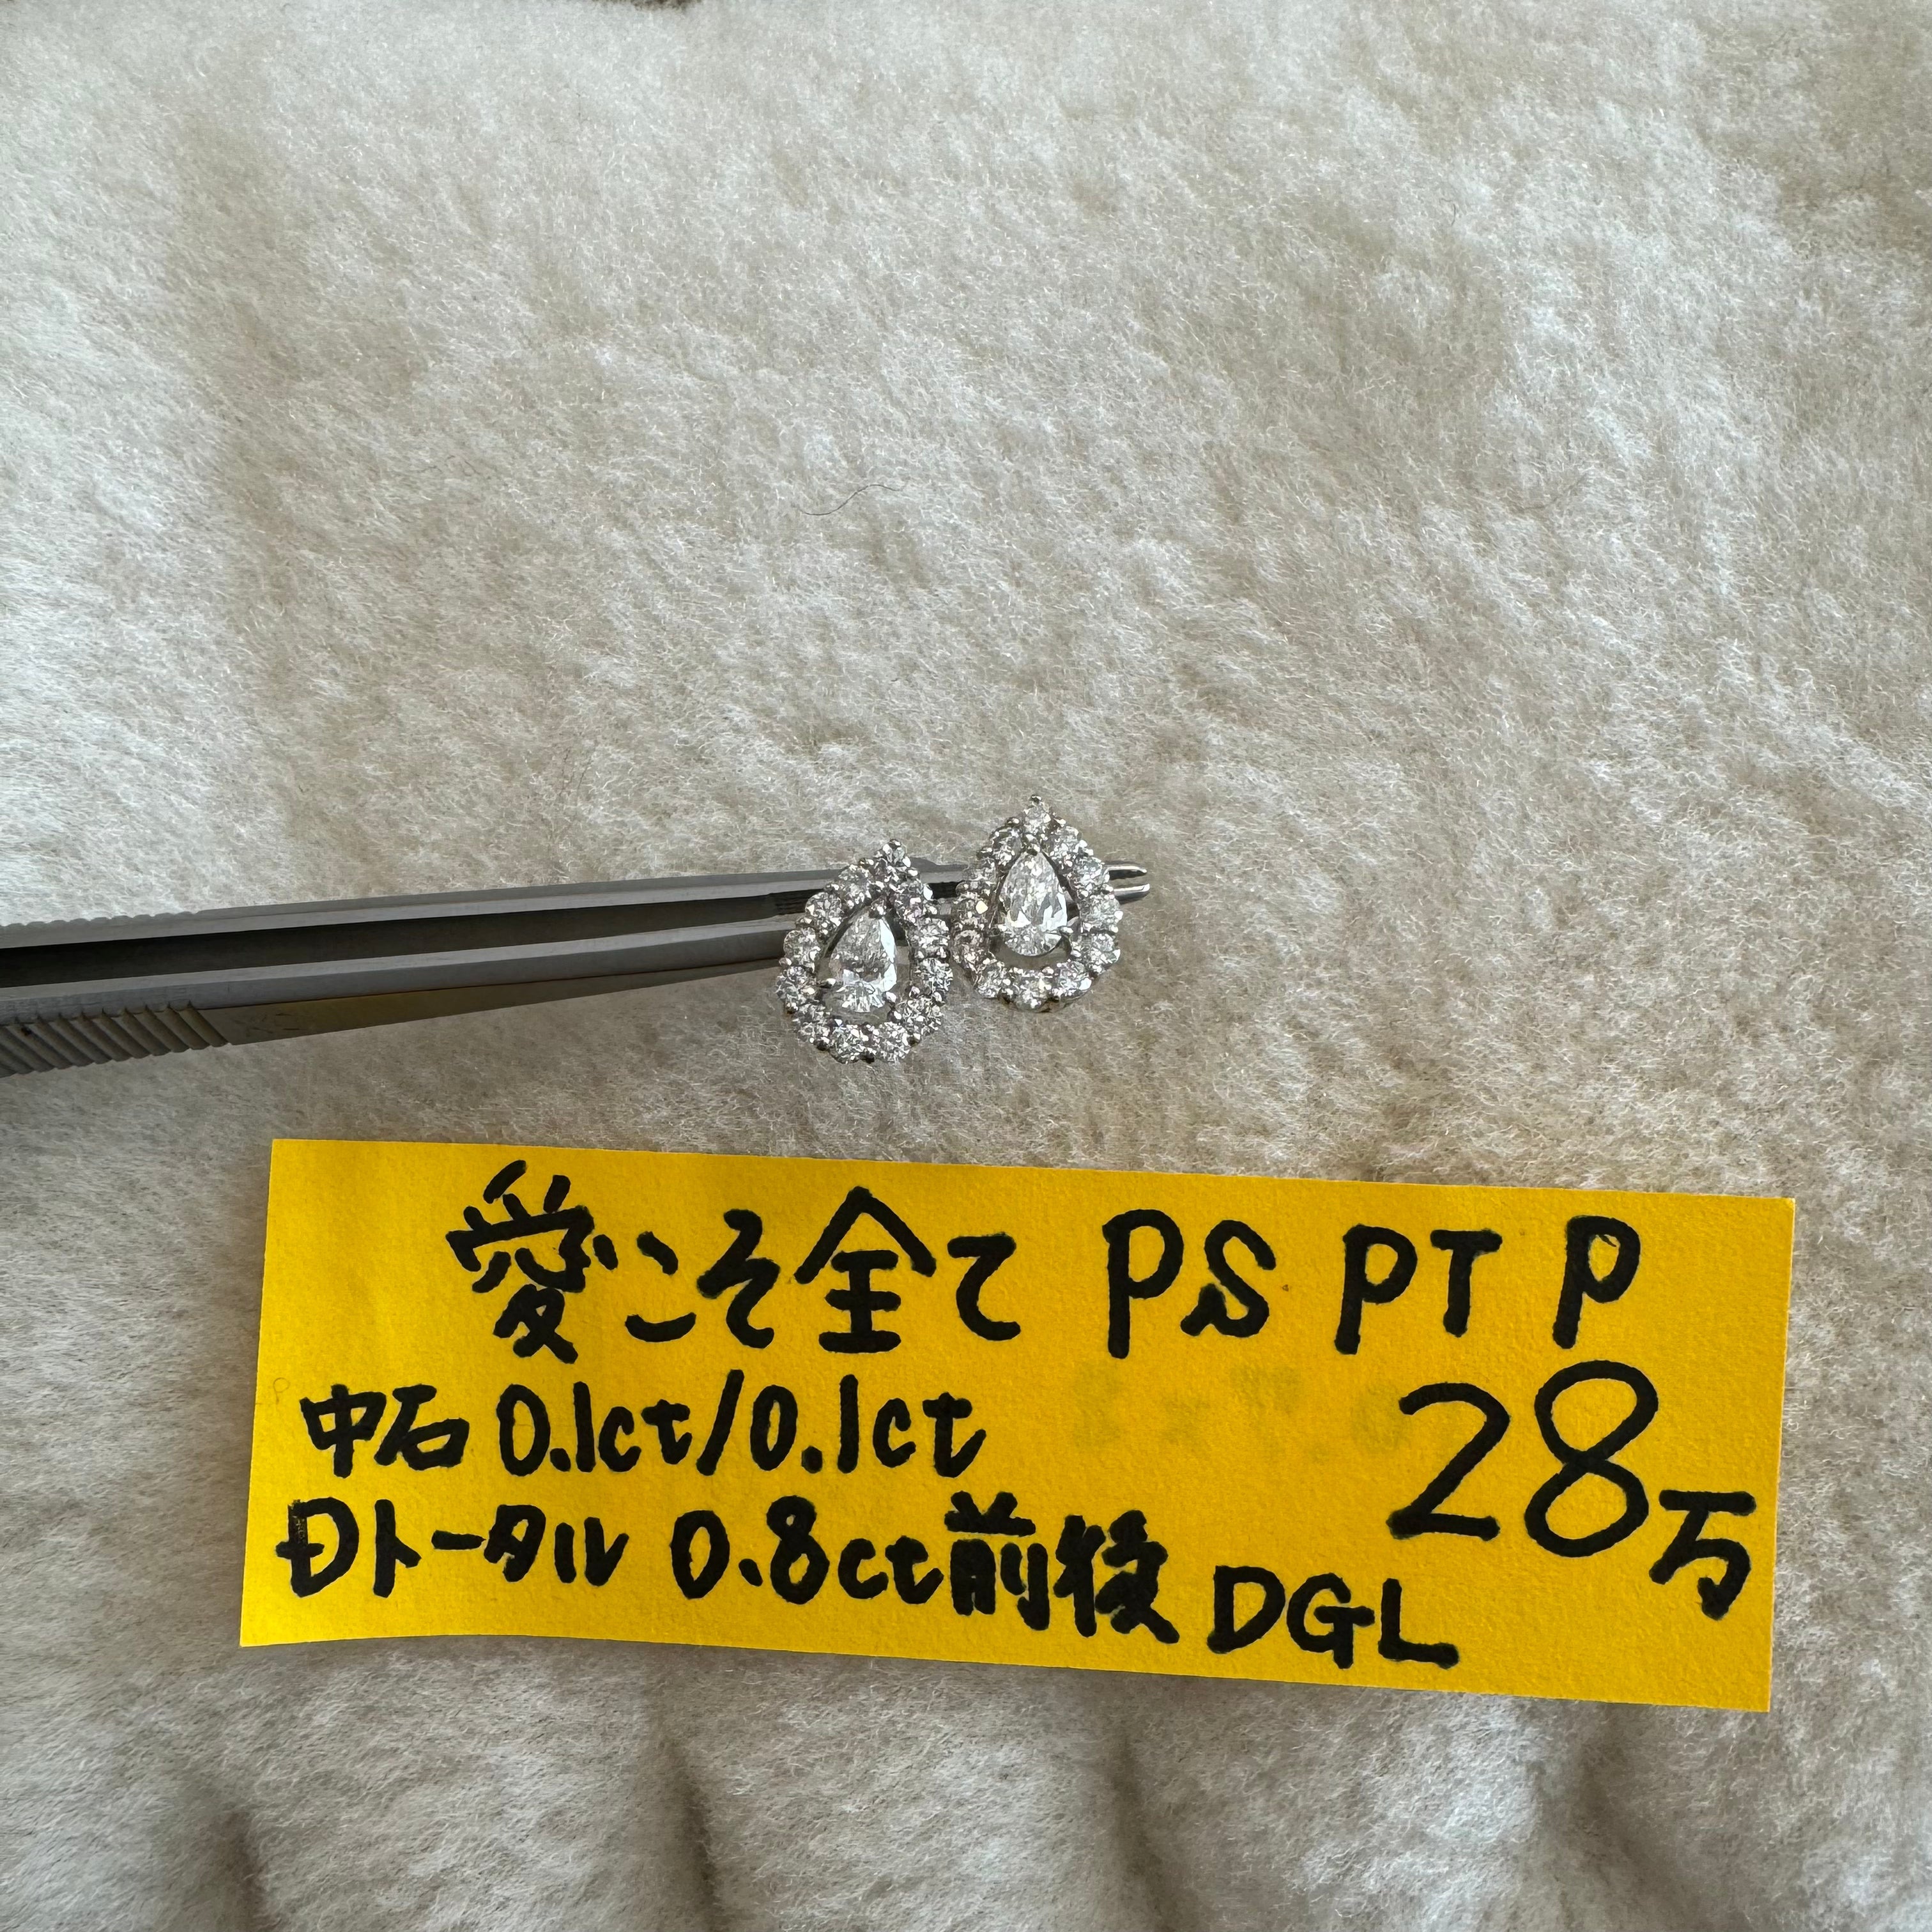 愛こそ全て PS PT P
中石 0.1ct/0.1ct
28万
Dトータル 0.8ct前後 DGL